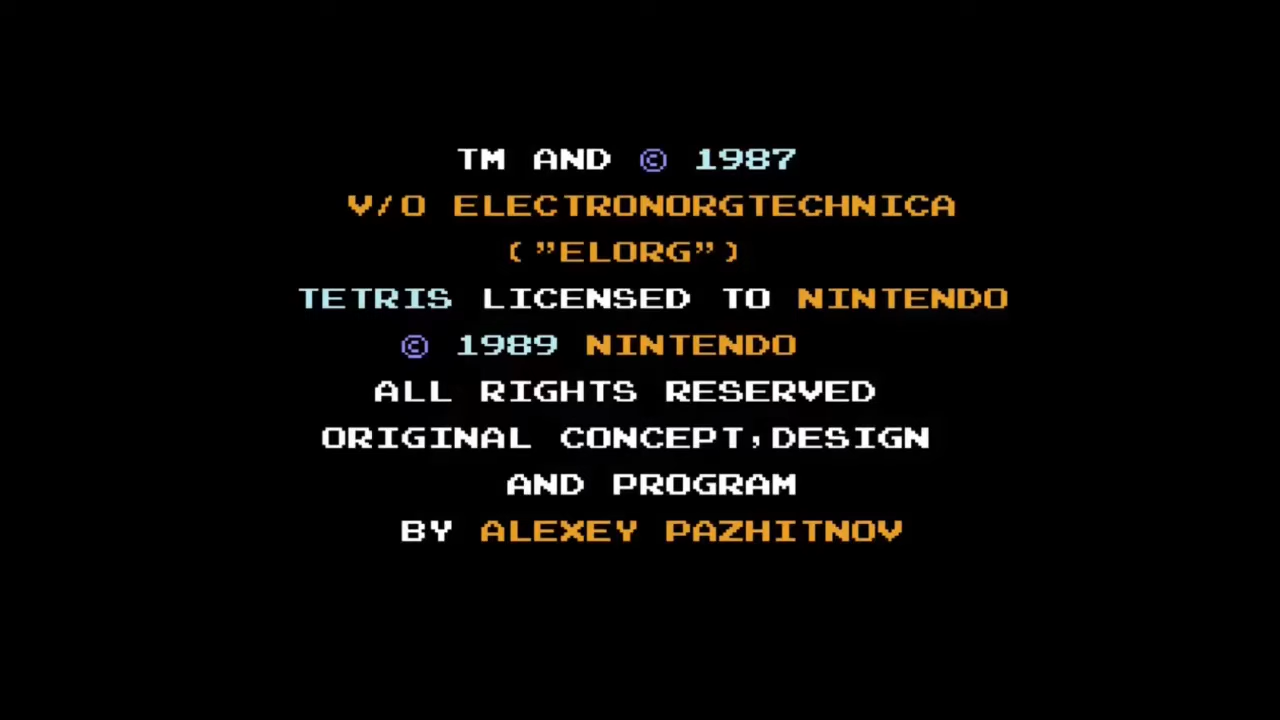 TM AND © 1987
V/O ELECTRONORGTECHNICA
("ELORG")
TETRIS LICENSED TO NINTENDO
© 1989 NINTENDO
ALL RIGHTS RESERVED
ORIGINAL CONCEPT,DESIGN
AND PROGRAM
BY ALEXEY PAZHITNOV